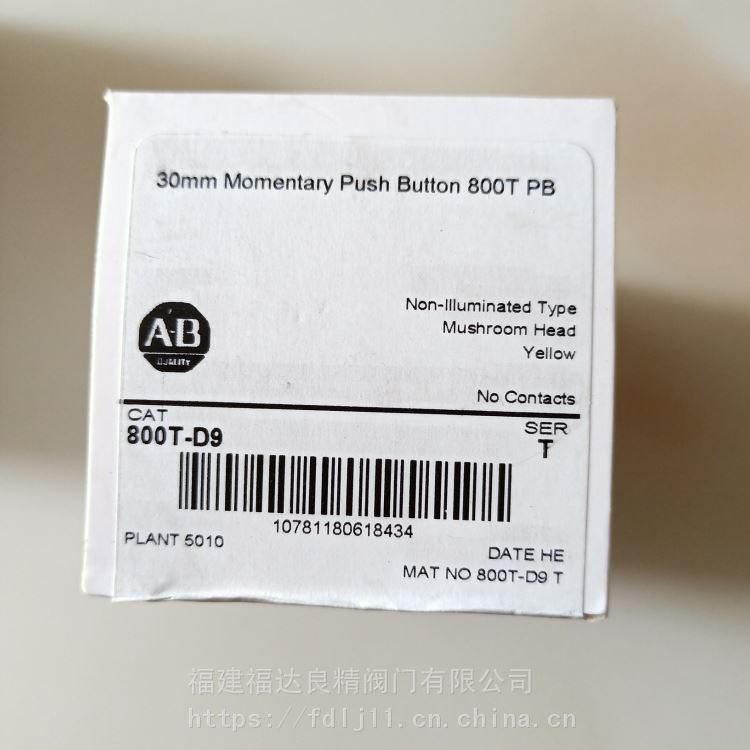 30mm Momentary Push Button 800T PB
Non-Illuminated Type
Mushroom Head
Yellow
A-B
QUALITY
No Contacts
CAT
SER
800T-D9
T
10781180618434
PLANT 5010
DATE HE
MAT NO 800T-D9 T
福建福达良精阀门有限公司
https://fdlj11.cn.china.cn